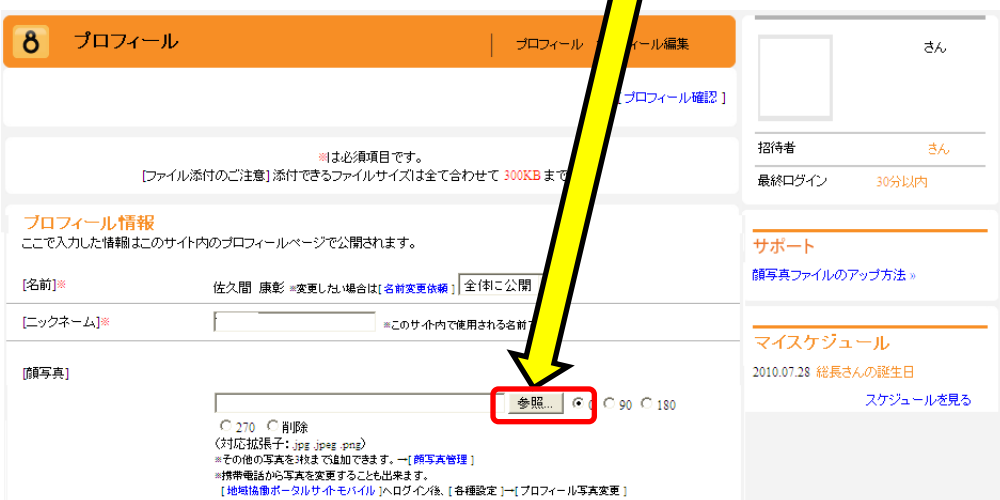 プロフィール
プロフィール
ィール編集
[プロフィール確認 ]
※は必須項目です。
[ファイル添付のご注意] 添付できるファイルサイズは全て合わせて 300KB まで
プロフィール情報
ここで入力した情報はこのサイト内のプロフィールページで公開されます。
[名前]※
佐久間 康彰 ※変更したい場合は[ 名前変更依頼 ] 全体に公開
[ニックネーム]※
※このサイト内で使用される名前
[顔写真]
参照... 0 90 180
270 削除
(対応拡張子: .jpg .jpeg .png)
※その他の写真を3枚まで追加できます。→[ 顔写真管理 ]
※携帯電話から写真を変更することも出来ます。
[ 地域協働ポータルサイトモバイル ]へログイン後、[ 各種設定 ]→[ プロフィール写真変更 ]
さん
招待者 さん
最終ログイン 30分以内
サポート
顔写真ファイルのアップ方法 »
マイスケジュール
2010.07.28 総長さんの誕生日
スケジュールを見る